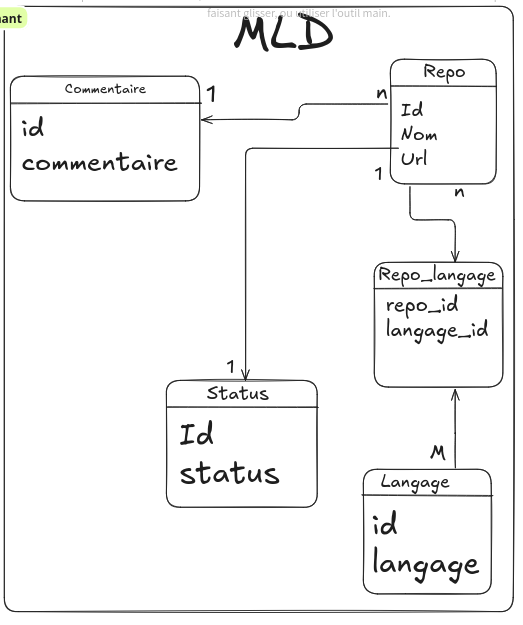 faisant glisser, ou utiliser l'outil main.
nant
MLD
Commentaire
id
commentaire
1
n
Repo
Id
Nom
Url
1
n
Repo_langage
repo_id
langage_id
1
Status
Id
status
M
Langage
id
langage